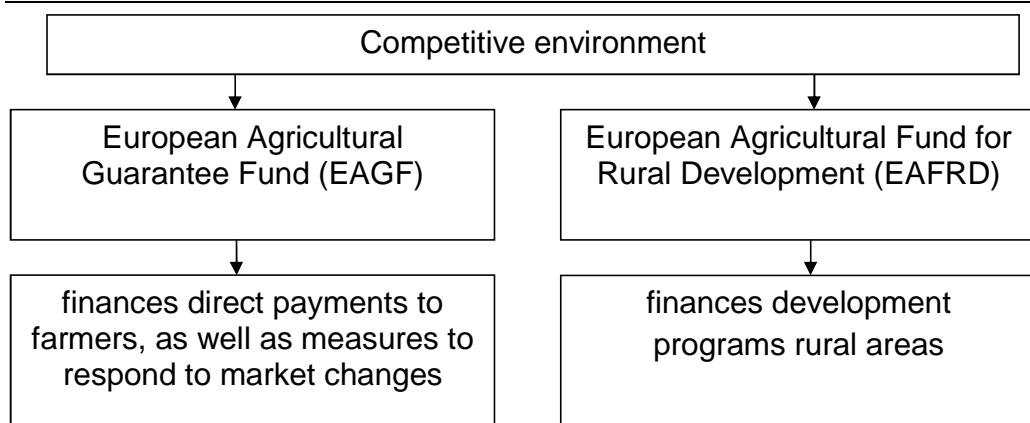 Competitive environment
European Agricultural
Guarantee Fund (EAGF)
European Agricultural Fund for
Rural Development (EAFRD)
finances direct payments to
farmers, as well as measures to
respond to market changes
finances development
programs rural areas